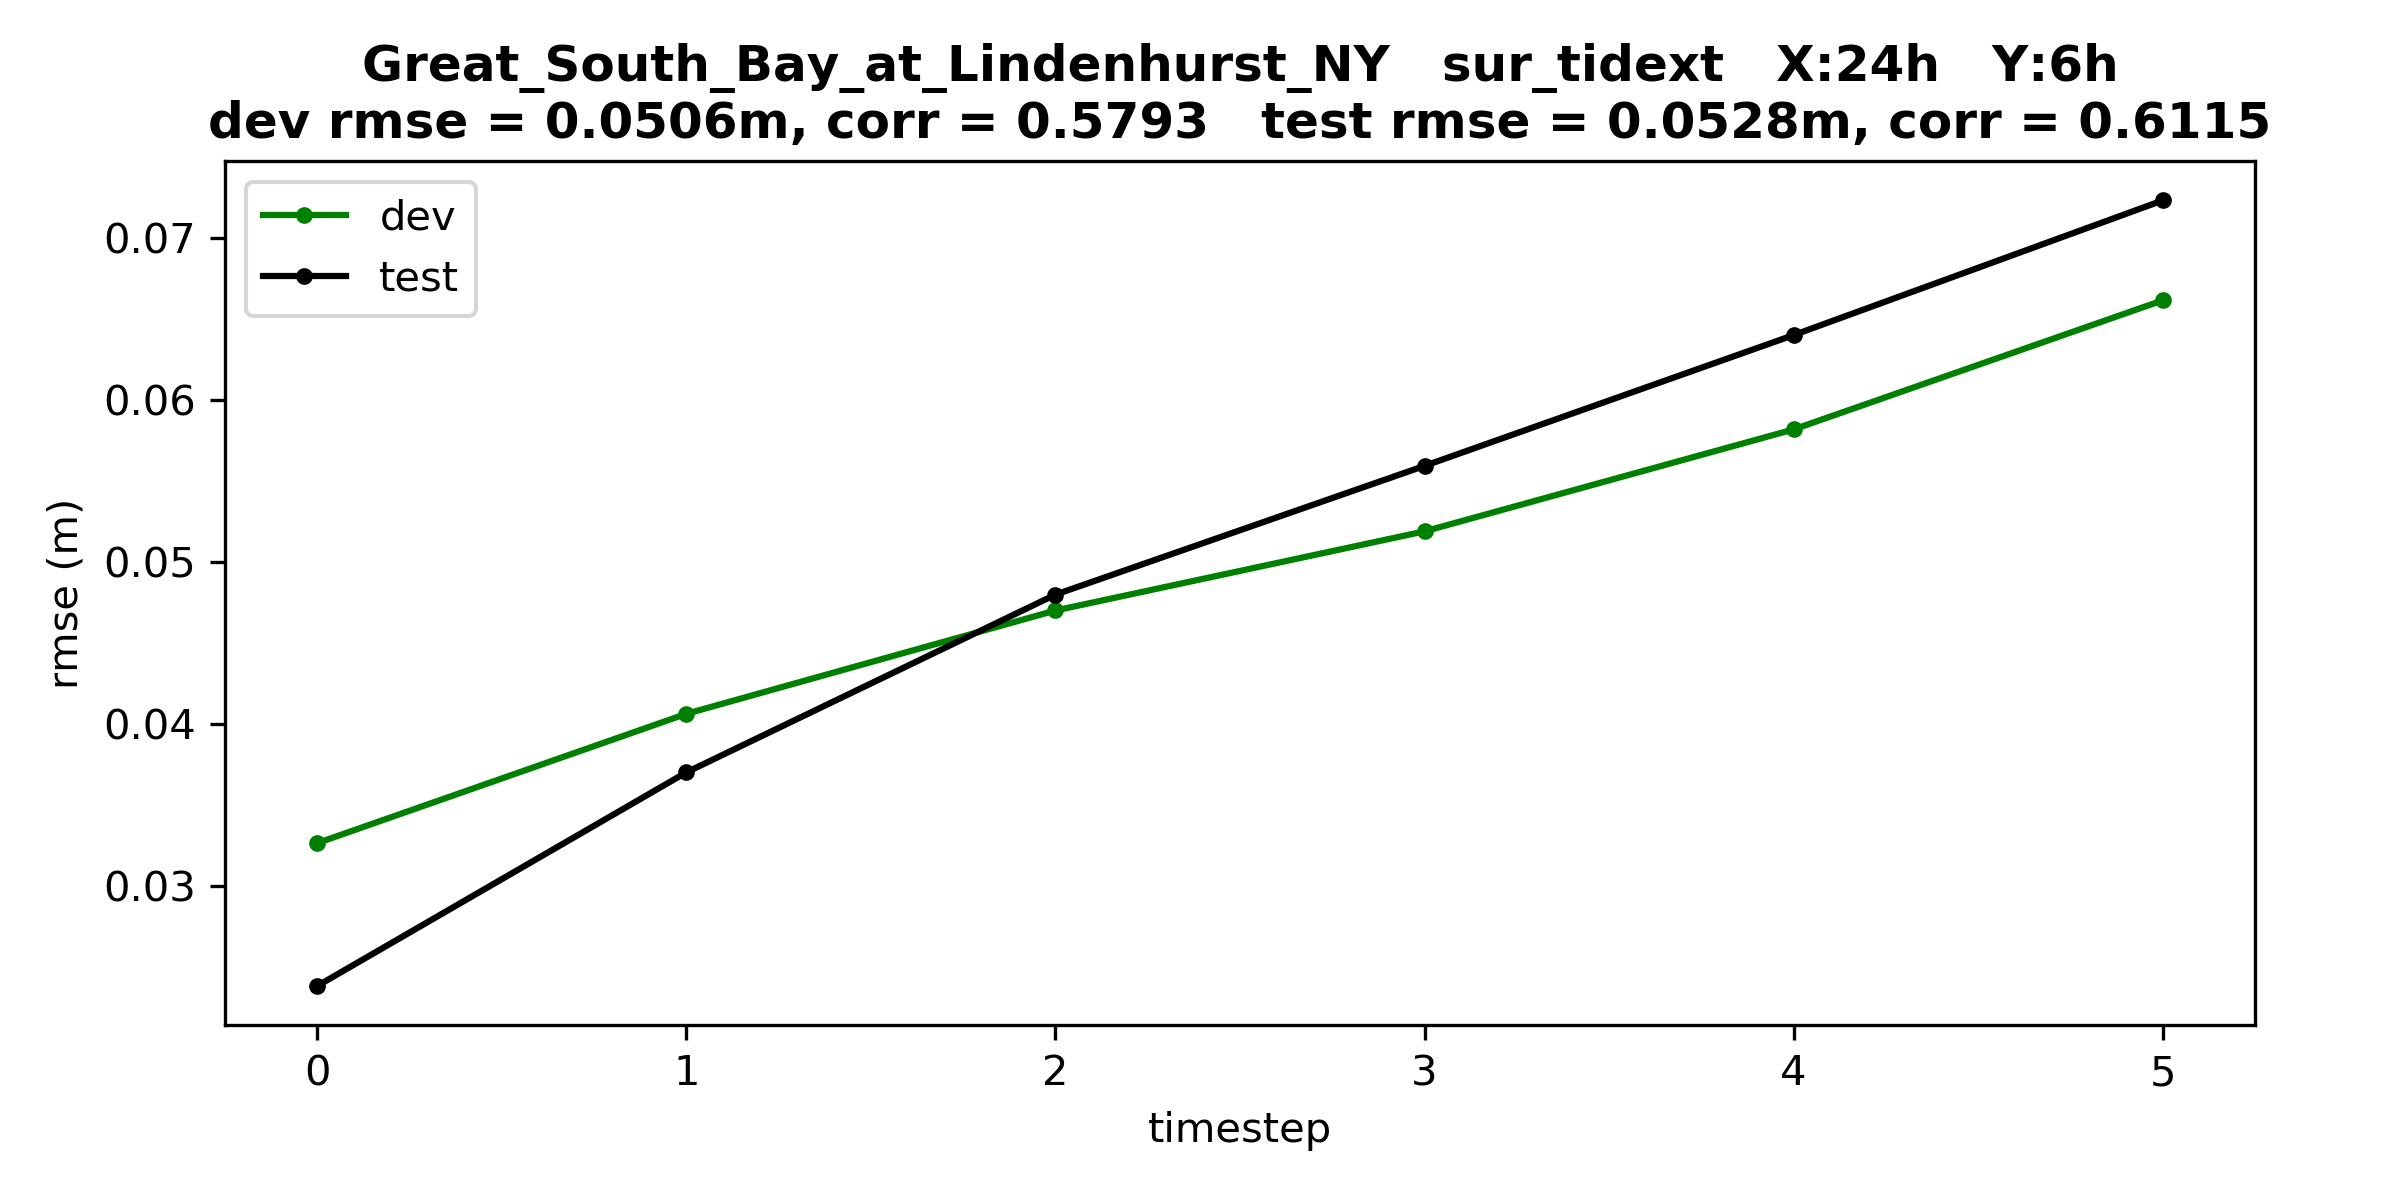 Great_South_Bay_at_Lindenhurst_NY   sur_tidext   X:24h   Y:6h
dev rmse = 0.0506m, corr = 0.5793   test rmse = 0.0528m, corr = 0.6115
dev
test
0.07
0.06
0.05
0.04
0.03
rmse (m)
0 1 2 3 4 5
timestep